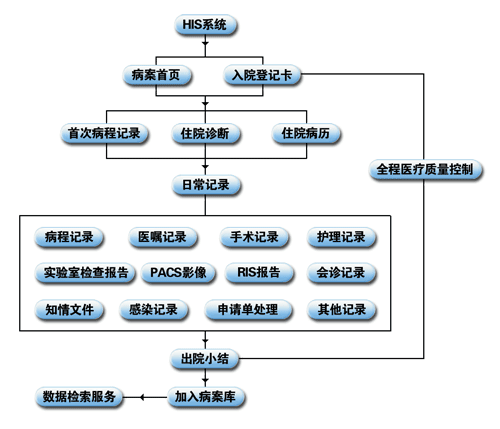 HIS系统
病案首页
入院登记卡
首次病程记录
住院诊断
住院病历
全程医疗质量控制
日常记录
病程记录
医嘱记录
手术记录
护理记录
实验室检查报告
PACS影像
RIS报告
会诊记录
知情文件
感染记录
申请单处理
其他记录
出院小结
数据检索服务
加入病案库